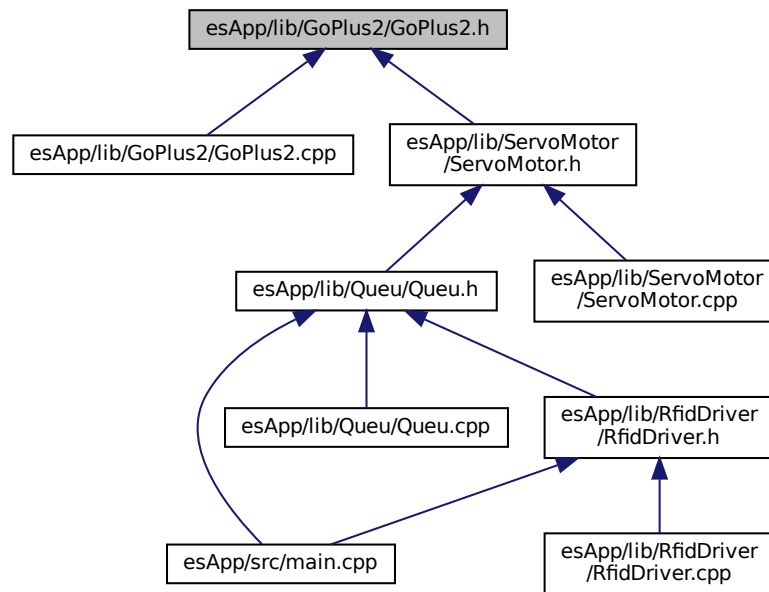 esApp/lib/GoPlus2/GoPlus2.h
esApp/lib/GoPlus2/GoPlus2.cpp
esApp/lib/ServoMotor
/ServoMotor.h
esApp/lib/Queu/Queu.h
esApp/lib/ServoMotor
/ServoMotor.cpp
esApp/lib/Queu/Queu.cpp
esApp/lib/RfidDriver
/RfidDriver.h
esApp/src/main.cpp
esApp/lib/RfidDriver
/RfidDriver.cpp